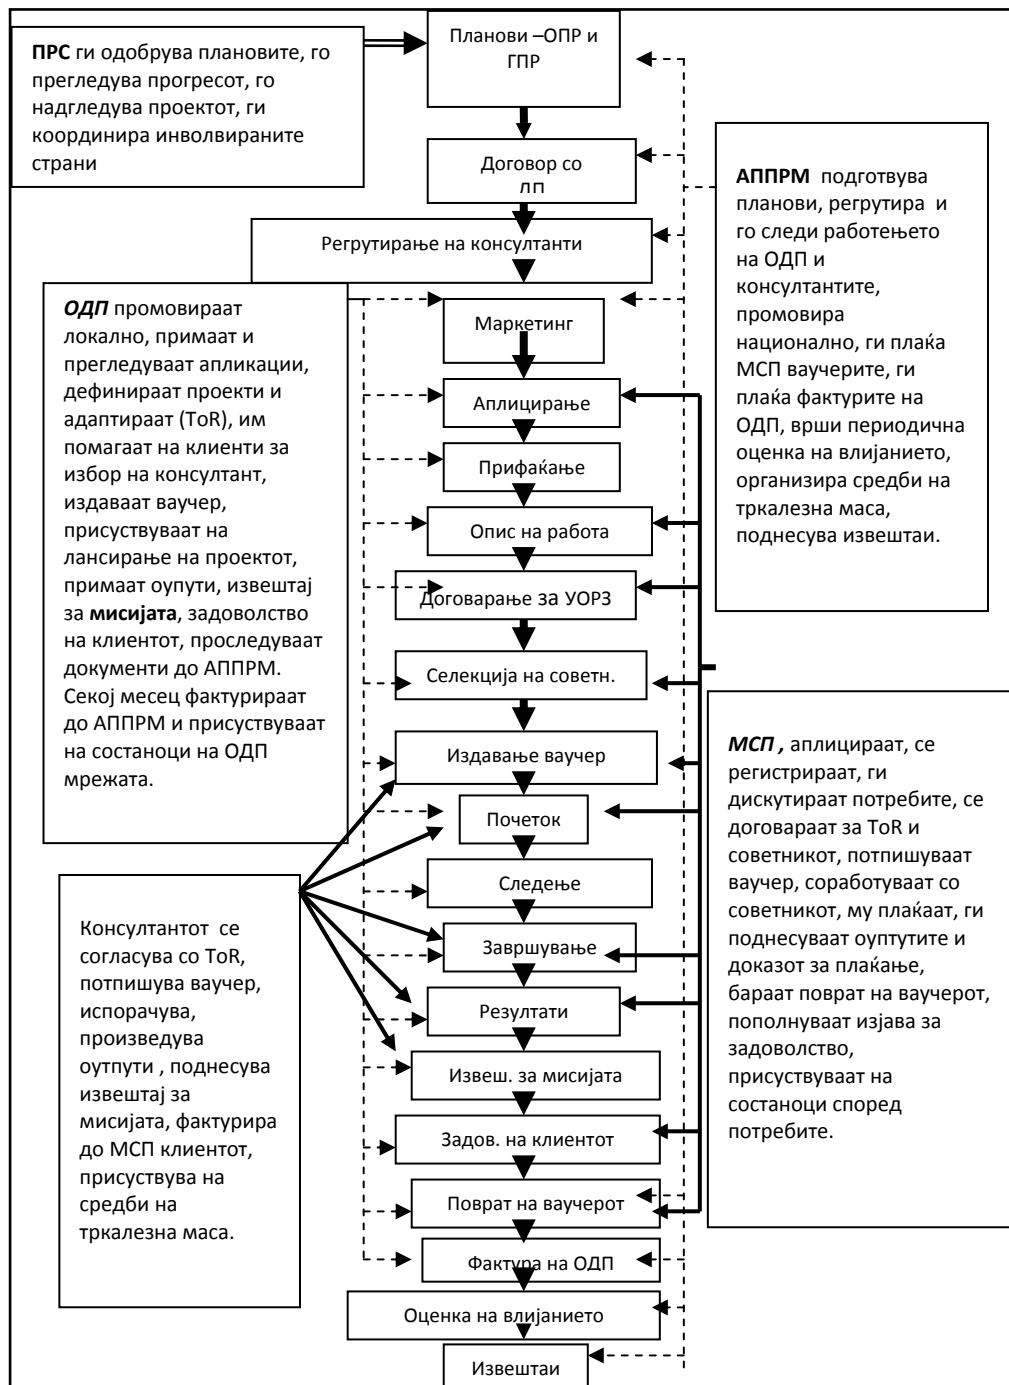 ПРС ги одобрува плановите, го
прегледува прогресот, го
надгледува проектот, ги
координира инволвираните
страни
Планови –ОПР и
ГПР
Договор со
Регрутирање на консултанти
Маркетинг
Аплицирање
Прифаќање
Опис на работа
Договарање за УОРЗ
Селекција на советн.
Издавање ваучер
Почеток
Следење
Завршување
Резултати
Извеш. за мисијата
Задов. на клиентот
Поврат на ваучерот
Фактура на ОДП
Оценка на влијанието
Извештаи
АППРМ подготвува
планови, регрутира и
го следи работењето
на ОДП и
консултантите,
промовира
национално, ги плаќа
МСП ваучерите, ги
плаќа фактурите на
ОДП, врши периодична
оценка на влијанието,
организира средби на
тркалезна маса,
поднесува извештаи.
ОДП промовираат
локално, примаат и
прегледуваат апликации,
дефинираат проекти и
адаптираат (ToR), им
помагаат на клиенти за
избор на консултант,
издаваат ваучер,
присуствуваат на
лансирање на проектот,
примаат оупути, извештај
за мисијата, задоволство
на клиентот, проследуваат
документи до АППРМ.
Секој месец фактурираат
до АППРМ и присуствуваат
на состаноци на ОДП
мрежата.
МСП , аплицираат, се
регистрираат, ги
дискутираат потребите, се
договараат за ToR и
советникот, потпишуваат
ваучер, соработуваат со
советникот, му плаќаат, ги
поднесуваат оуптутите и
доказот за плаќање,
бараат поврат на ваучерот,
пополнуваат изјава за
задоволство,
присуствуваат на
состаноци според
потребите.
Консултантот се
согласува со ToR,
потпишува ваучер,
испорачува,
произведува
оутпути , поднесува
извештај за
мисијата, фактурира
до МСП клиентот,
присуствува на
средби на
тркалезна маса.